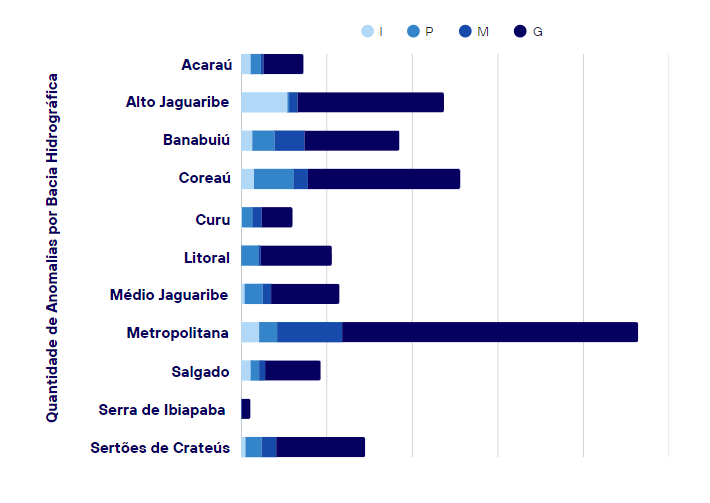 I P M G
Quantidade de Anomalias por Bacia Hidrográfica
Acaraú
Alto Jaguaribe
Banabuiú
Coreaú
Curu
Litoral
Médio Jaguaribe
Metropolitana
Salgado
Serra de Ibiapaba
Sertões de Crateús